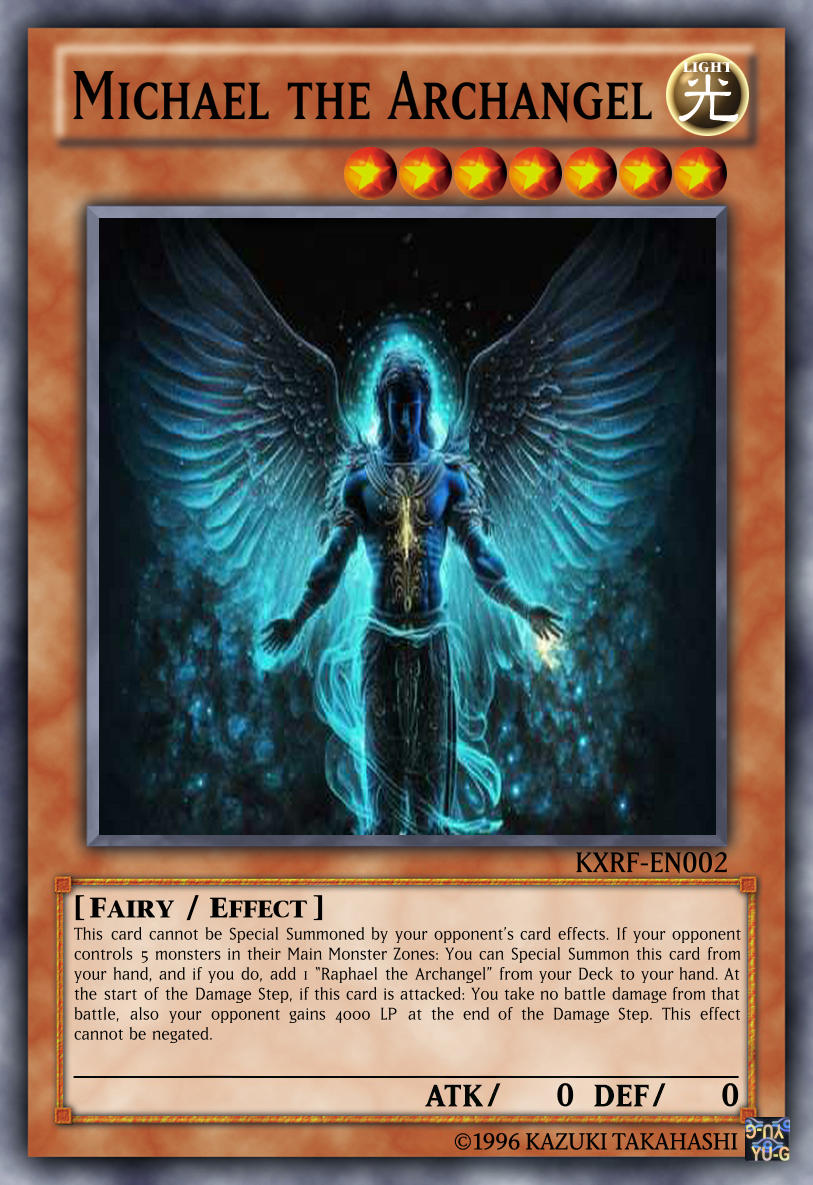 Michael the Archangel
LIGHT
光
KXRF-EN002
[ Fairy / Effect ]
This card cannot be Special Summoned by your opponent's card effects. If your opponent
controls 5 monsters in their Main Monster Zones: You can Special Summon this card from
your hand, and if you do, add 1 "Raphael the Archangel" from your Deck to your hand. At
the start of the Damage Step, if this card is attacked: You take no battle damage from that
battle, also your opponent gains 4000 LP at the end of the Damage Step. This effect
cannot be negated.
ATK/ 0 DEF/ 0
©1996 KAZUKI TAKAHASHI
YU-G
YU-G